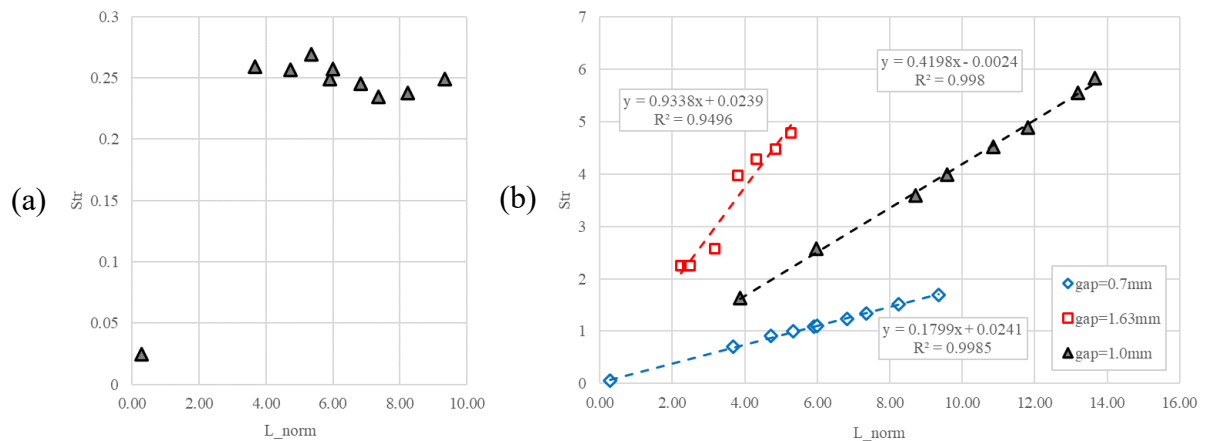 (a)
Str
0.3
0.25
0.2
0.15
0.1
0.05
0
0.00 2.00 4.00 6.00 8.00 10.00
L_norm
(b)
Str
7
6
5
4
3
2
1
0
y = 0.9338x + 0.0239
R² = 0.9496
y = 0.4198x - 0.0024
R² = 0.998
y = 0.1799x + 0.0241
R² = 0.9985
gap=0.7mm
gap=1.63mm
gap=1.0mm
0.00 2.00 4.00 6.00 8.00 10.00 12.00 14.00 16.00
L_norm